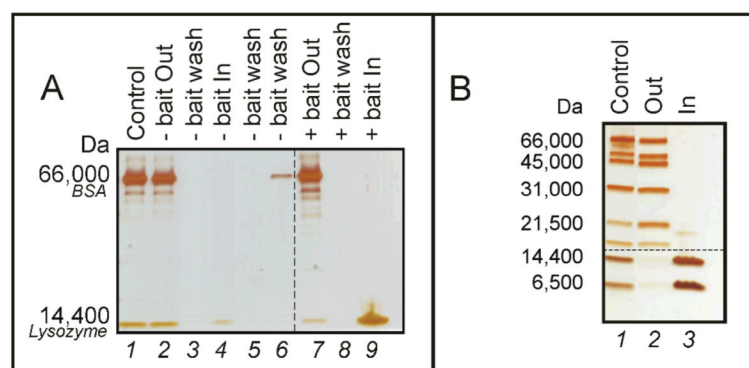 A
Control
- bait Out
- bait wash
- bait In
- bait wash
- bait wash
+ bait Out
+ bait wash
+ bait In
Da
66,000
BSA
14,400
Lysozyme
1 2 3 4 5 6 7 8 9
B
Control
Out
In
Da
66,000
45,000
31,000
21,500
14,400
6,500
1 2 3